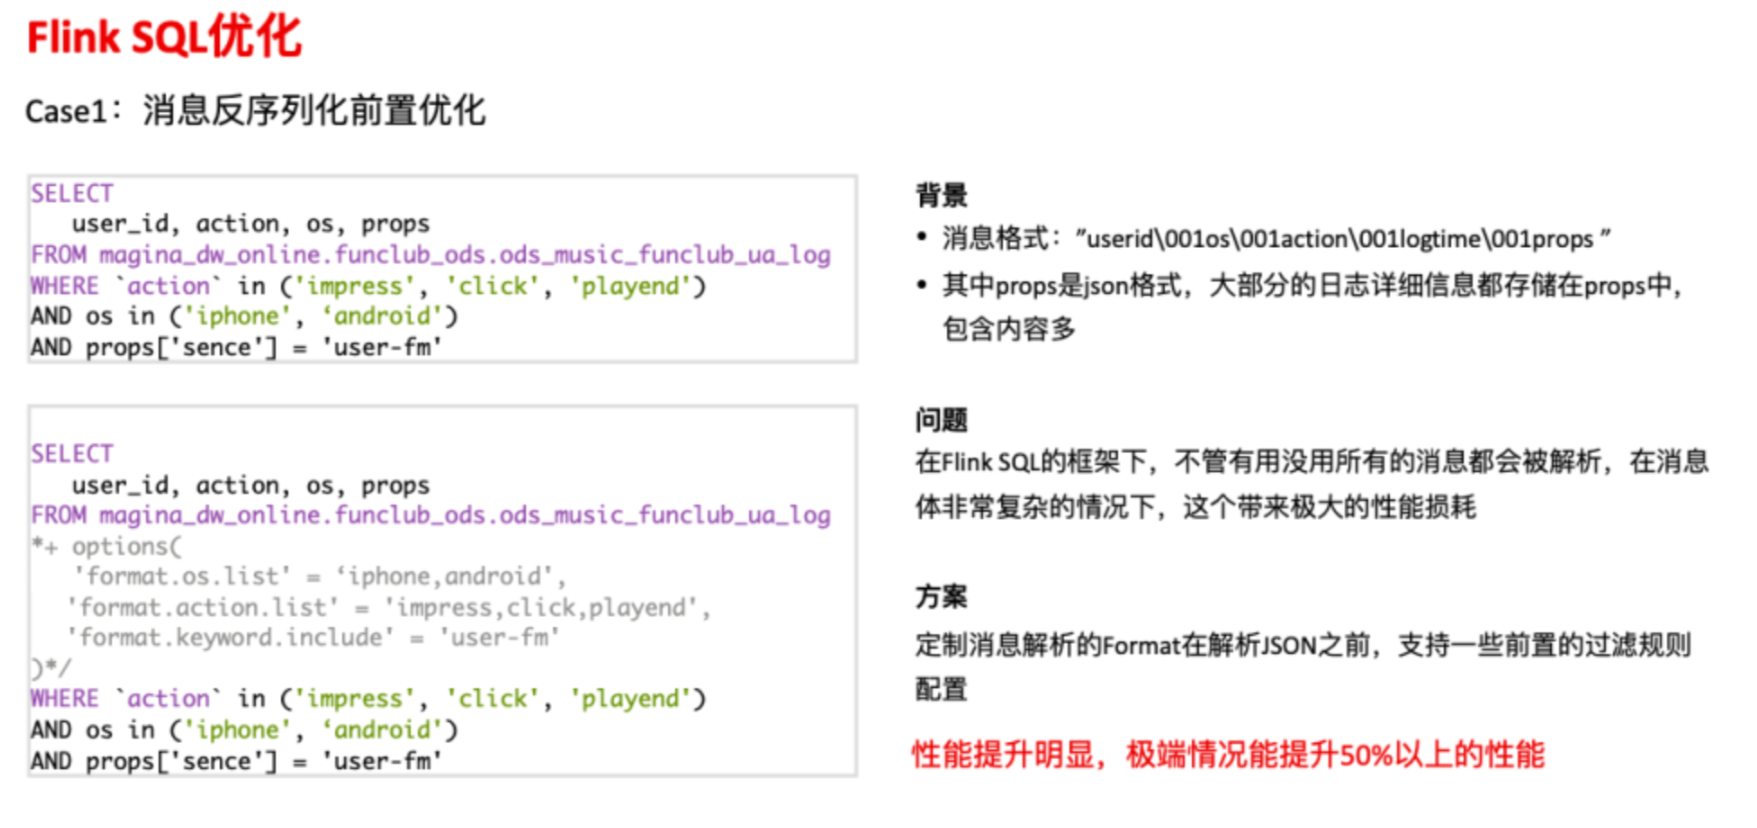 Flink SQL优化
Case1：消息反序列化前置优化
SELECT
user_id, action, os, props
FROM magina_dw_online.funclub_ods.ods_music_funclub_ua_log
WHERE `action` in ('impress', 'click', 'playend')
AND os in ('iphone', ‘android')
AND props['sence'] = 'user-fm'
SELECT
user_id, action, os, props
FROM magina_dw_online.funclub_ods.ods_music_funclub_ua_log
*+ options(
'format.os.list' = ‘iphone,android',
'format.action.list' = 'impress,click,playend',
'format.keyword.include' = 'user-fm'
)*/
WHERE `action` in ('impress', 'click', 'playend')
AND os in ('iphone', ‘android')
AND props['sence'] = 'user-fm'
背景
• 消息格式："userid\001os\001action\001logtime\001props "
• 其中props是json格式，大部分的日志详细信息都存储在props中，
包含内容多
问题
在Flink SQL的框架下，不管有用没用所有的消息都会被解析，在消息
体非常复杂的情况下，这个带来极大的性能损耗
方案
定制消息解析的Format在解析JSON之前，支持一些前置的过滤规则
配置
性能提升明显，极端情况能提升50%以上的性能